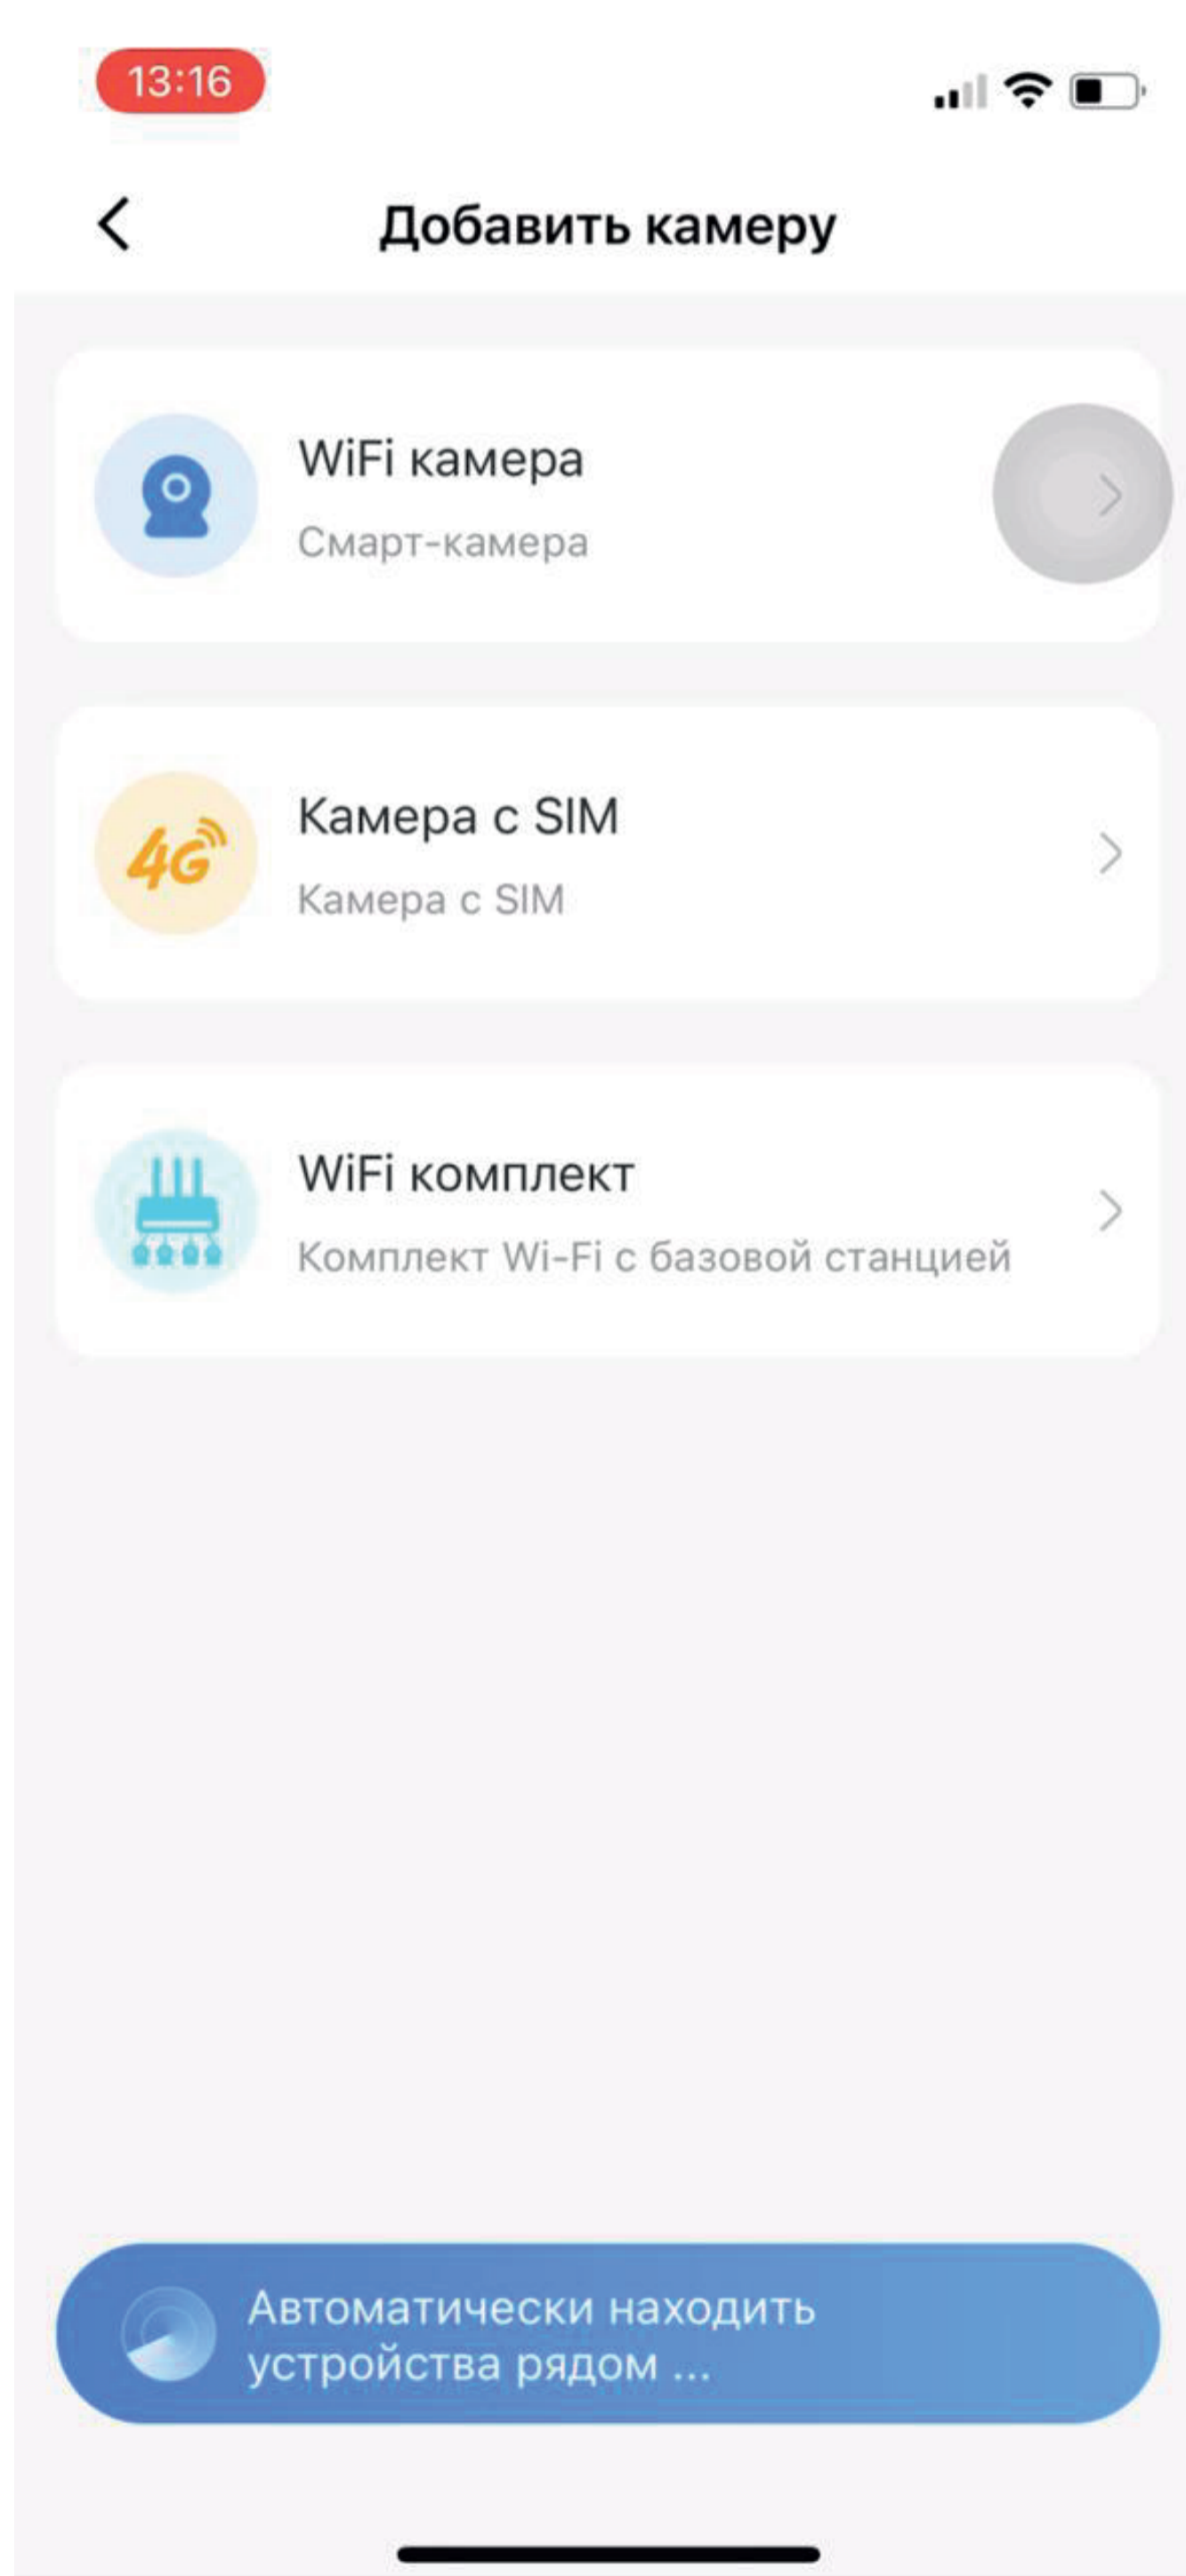 13:16
Добавить камеру
WiFi камера
Смарт-камера
4G
Камера с SIM
Камера с SIM
WiFi комплект
Комплект Wi-Fi с базовой станцией
Автоматически находить
устройства рядом ...